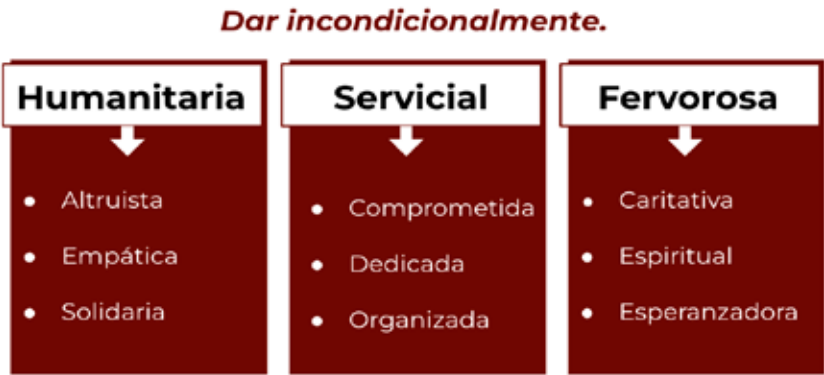 Dar incondicionalmente.
Humanitaria
Altruista
Empática
Solidaria
Servicial
Comprometida
Dedicada
Organizada
Fervorosa
Caritativa
Espiritual
Esperanzadora